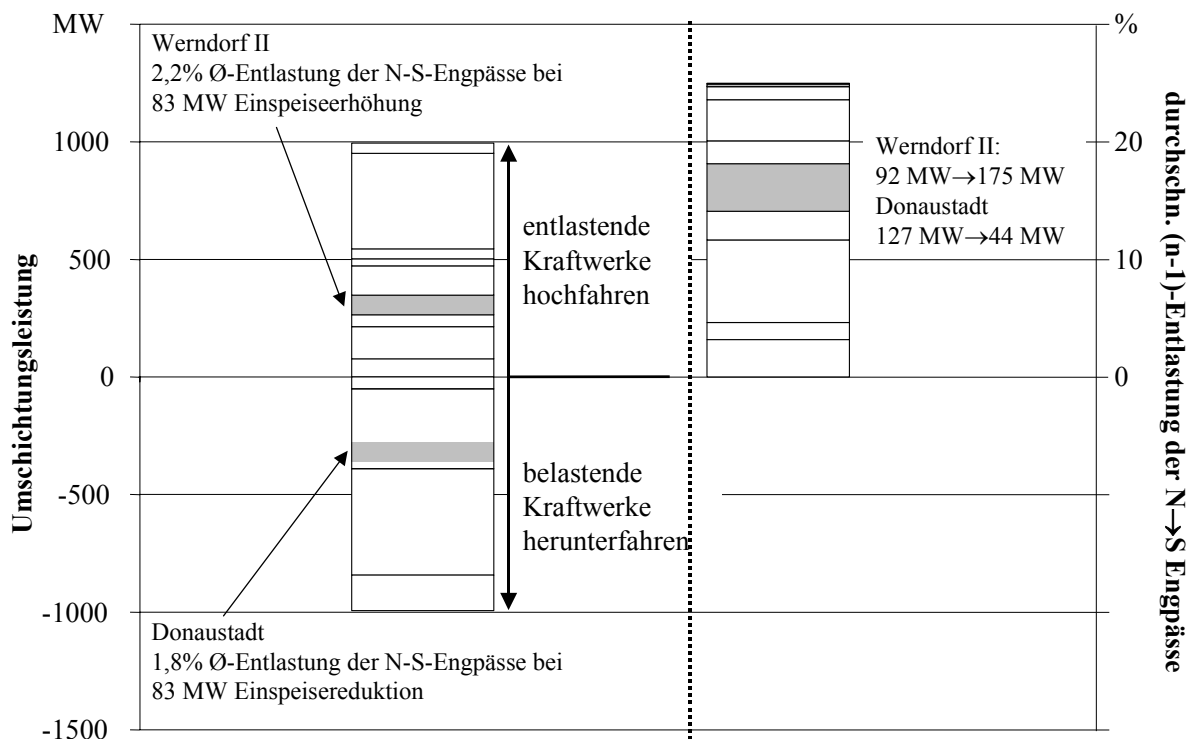 MW
%
Werndorf II
2,2% Ø-Entlastung der N-S-Engpässe bei
83 MW Einspeiseerhöhung
1000
500
0
-500
-1000
-1500
Umschichtungsleistung
entlastende
Kraftwerke
hochfahren
belastende
Kraftwerke
herunterfahren
Donaustadt
1,8% Ø-Entlastung der N-S-Engpässe bei
83 MW Einspeisereduktion
Werndorf II:
92 MW→175 MW
Donaustadt
127 MW→44 MW
20
10
0
durchschn. (n-1)-Entlastung der N→S Engpässe